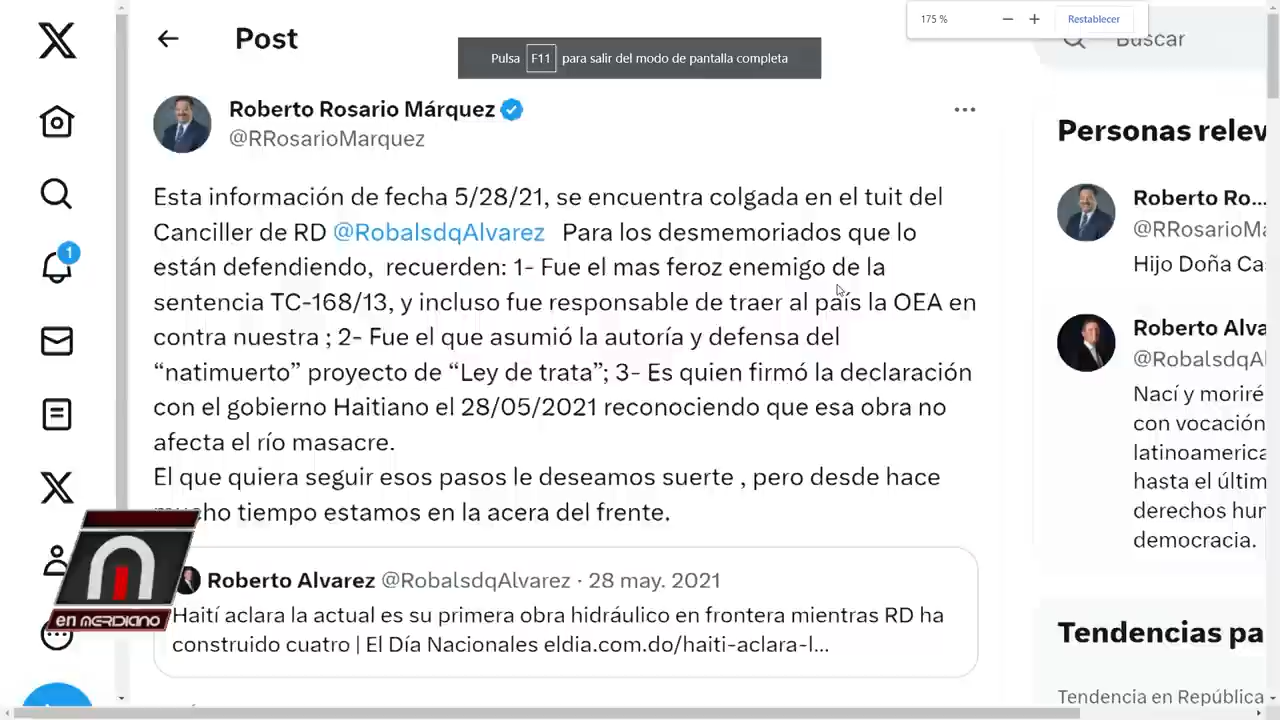 175 %
Restablecer
Post
Pulsa F11 para salir del modo de pantalla completa
Buscar
Roberto Rosario Márquez
@RRosarioMarquez
Esta información de fecha 5/28/21, se encuentra colgada en el tuit del
Canciller de RD @RobalsdqAlvarez Para los desmemoriados que lo
están defendiendo, recuerden: 1- Fue el mas feroz enemigo de la
sentencia TC-168/13, y incluso fue responsable de traer al país la OEA en
contra nuestra ; 2- Fue el que asumió la autoría y defensa del
“natimuerto” proyecto de “Ley de trata”; 3- Es quien firmó la declaración
con el gobierno Haitiano el 28/05/2021 reconociendo que esa obra no
afecta el río masacre.
El que quiera seguir esos pasos le deseamos suerte , pero desde hace
mucho tiempo estamos en la acera del frente.
Roberto Alvarez @RobalsdqAlvarez · 28 may. 2021
Haití aclara la actual es su primera obra hidráulico en frontera mientras RD ha
construido cuatro | El Día Nacionales eldia.com.do/haiti-aclara-l...
1
en MERDIANO
Personas relev
Roberto Ro...
@RRosarioMa
Hijo Doña Ca
Roberto Alva
@RobalsdqAl
Nací y moriré
con vocación
latinoamerica
hasta el últim
derechos hur
democracia.
Tendencias pa
Tendencia en República